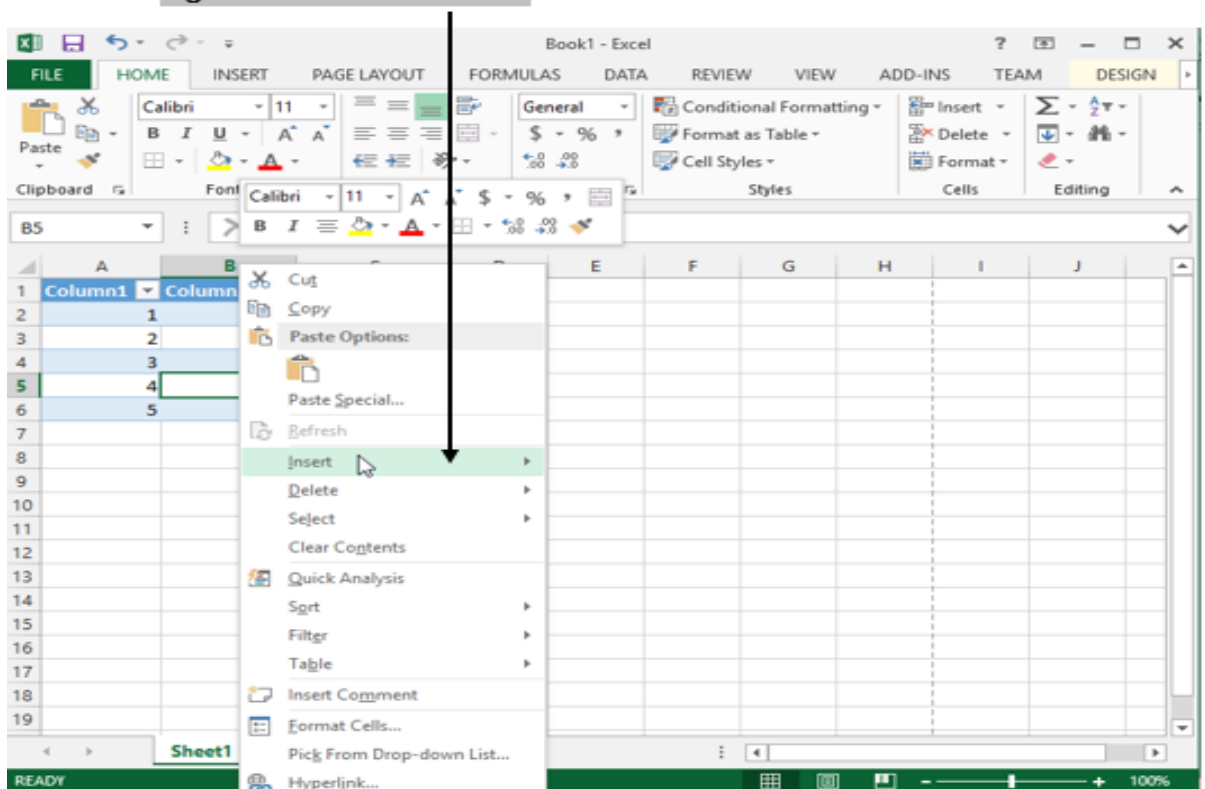 Book1 - Excel
?
FILE HOME INSERT PAGE LAYOUT FORMULAS DATA REVIEW VIEW ADD-INS TEAM DESIGN
Calibri 11 General Conditional Formatting Insert Σ
Paste B I U A A $ % , Format as Table Delete
A Cell Styles Format
Clipboard Font Styles Cells Editing
Calibri 11 A $ % ,
B I A
B5
A B E F G H I J
1 Column1 Column
2 1
3 2
4 3
5 4
6 5
7
8
9
10
11
12
13
14
15
16
17
18
19
Cut
Copy
Paste Options:
Paste Special...
Refresh
Insert
Delete
Select
Clear Contents
Quick Analysis
Sort
Filter
Table
Insert Comment
Format Cells...
Pick From Drop-down List...
Hyperlink...
Sheet1
READY 100%